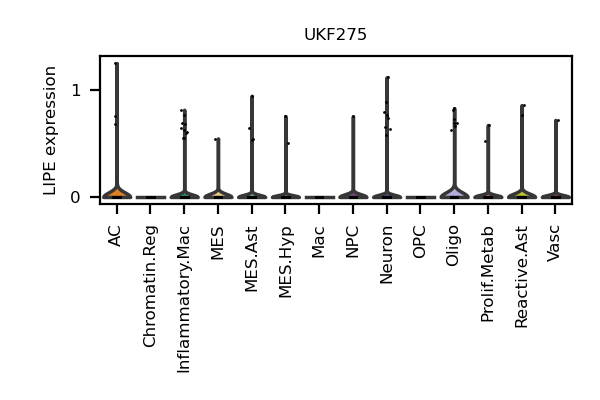 UKF275
LIPE expression
1
0
AC
Chromatin.Reg
Inflammatory.Mac
MES
MES.Ast
MES.Hyp
Mac
NPC
Neuron
OPC
Oligo
Prolif.Metab
Reactive.Ast
Vasc